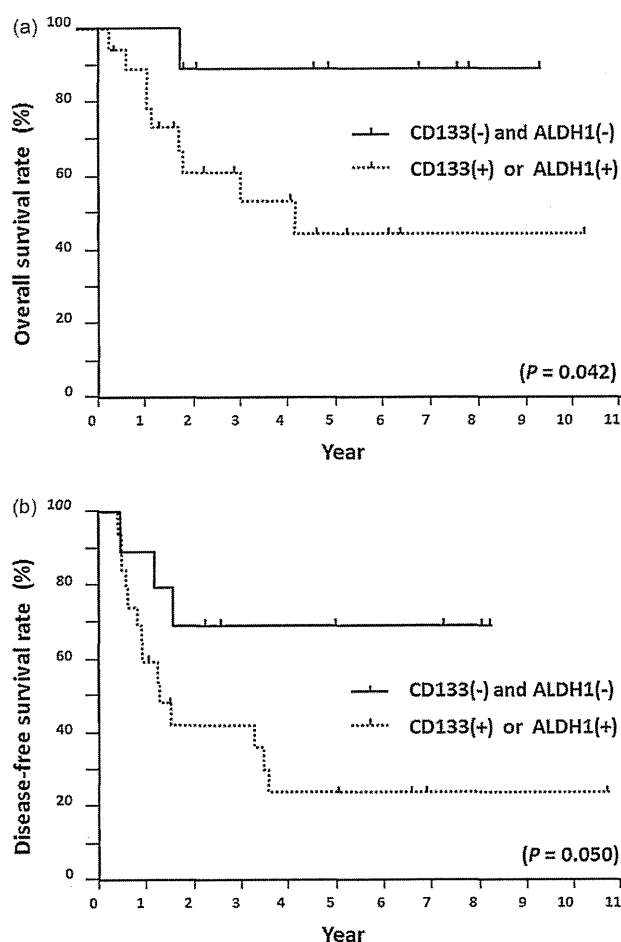 (a)
100
80
60
40
20
0
Overall survival rate (%)
CD133(-) and ALDH1(-)
CD133(+) or ALDH1(+)
(P = 0.042)
0 1 2 3 4 5 6 7 8 9 10 11
Year
(b)
100
80
60
40
20
0
Disease-free survival rate (%)
CD133(-) and ALDH1(-)
CD133(+) or ALDH1(+)
(P = 0.050)
0 1 2 3 4 5 6 7 8 9 10 11
Year